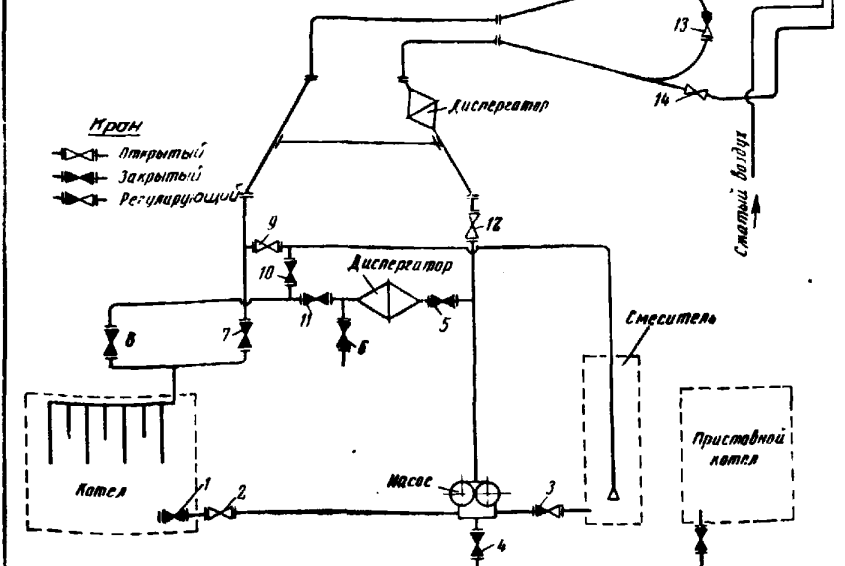 13
14
Диспергатор
Кран
Открытый
Закрытый
Регулирующий
Сжатый воздух
9
12
10
Диспергатор
11
5
Смеситель
8
7
6
Приставной
котел
Котел
1
2
Насос
3
4